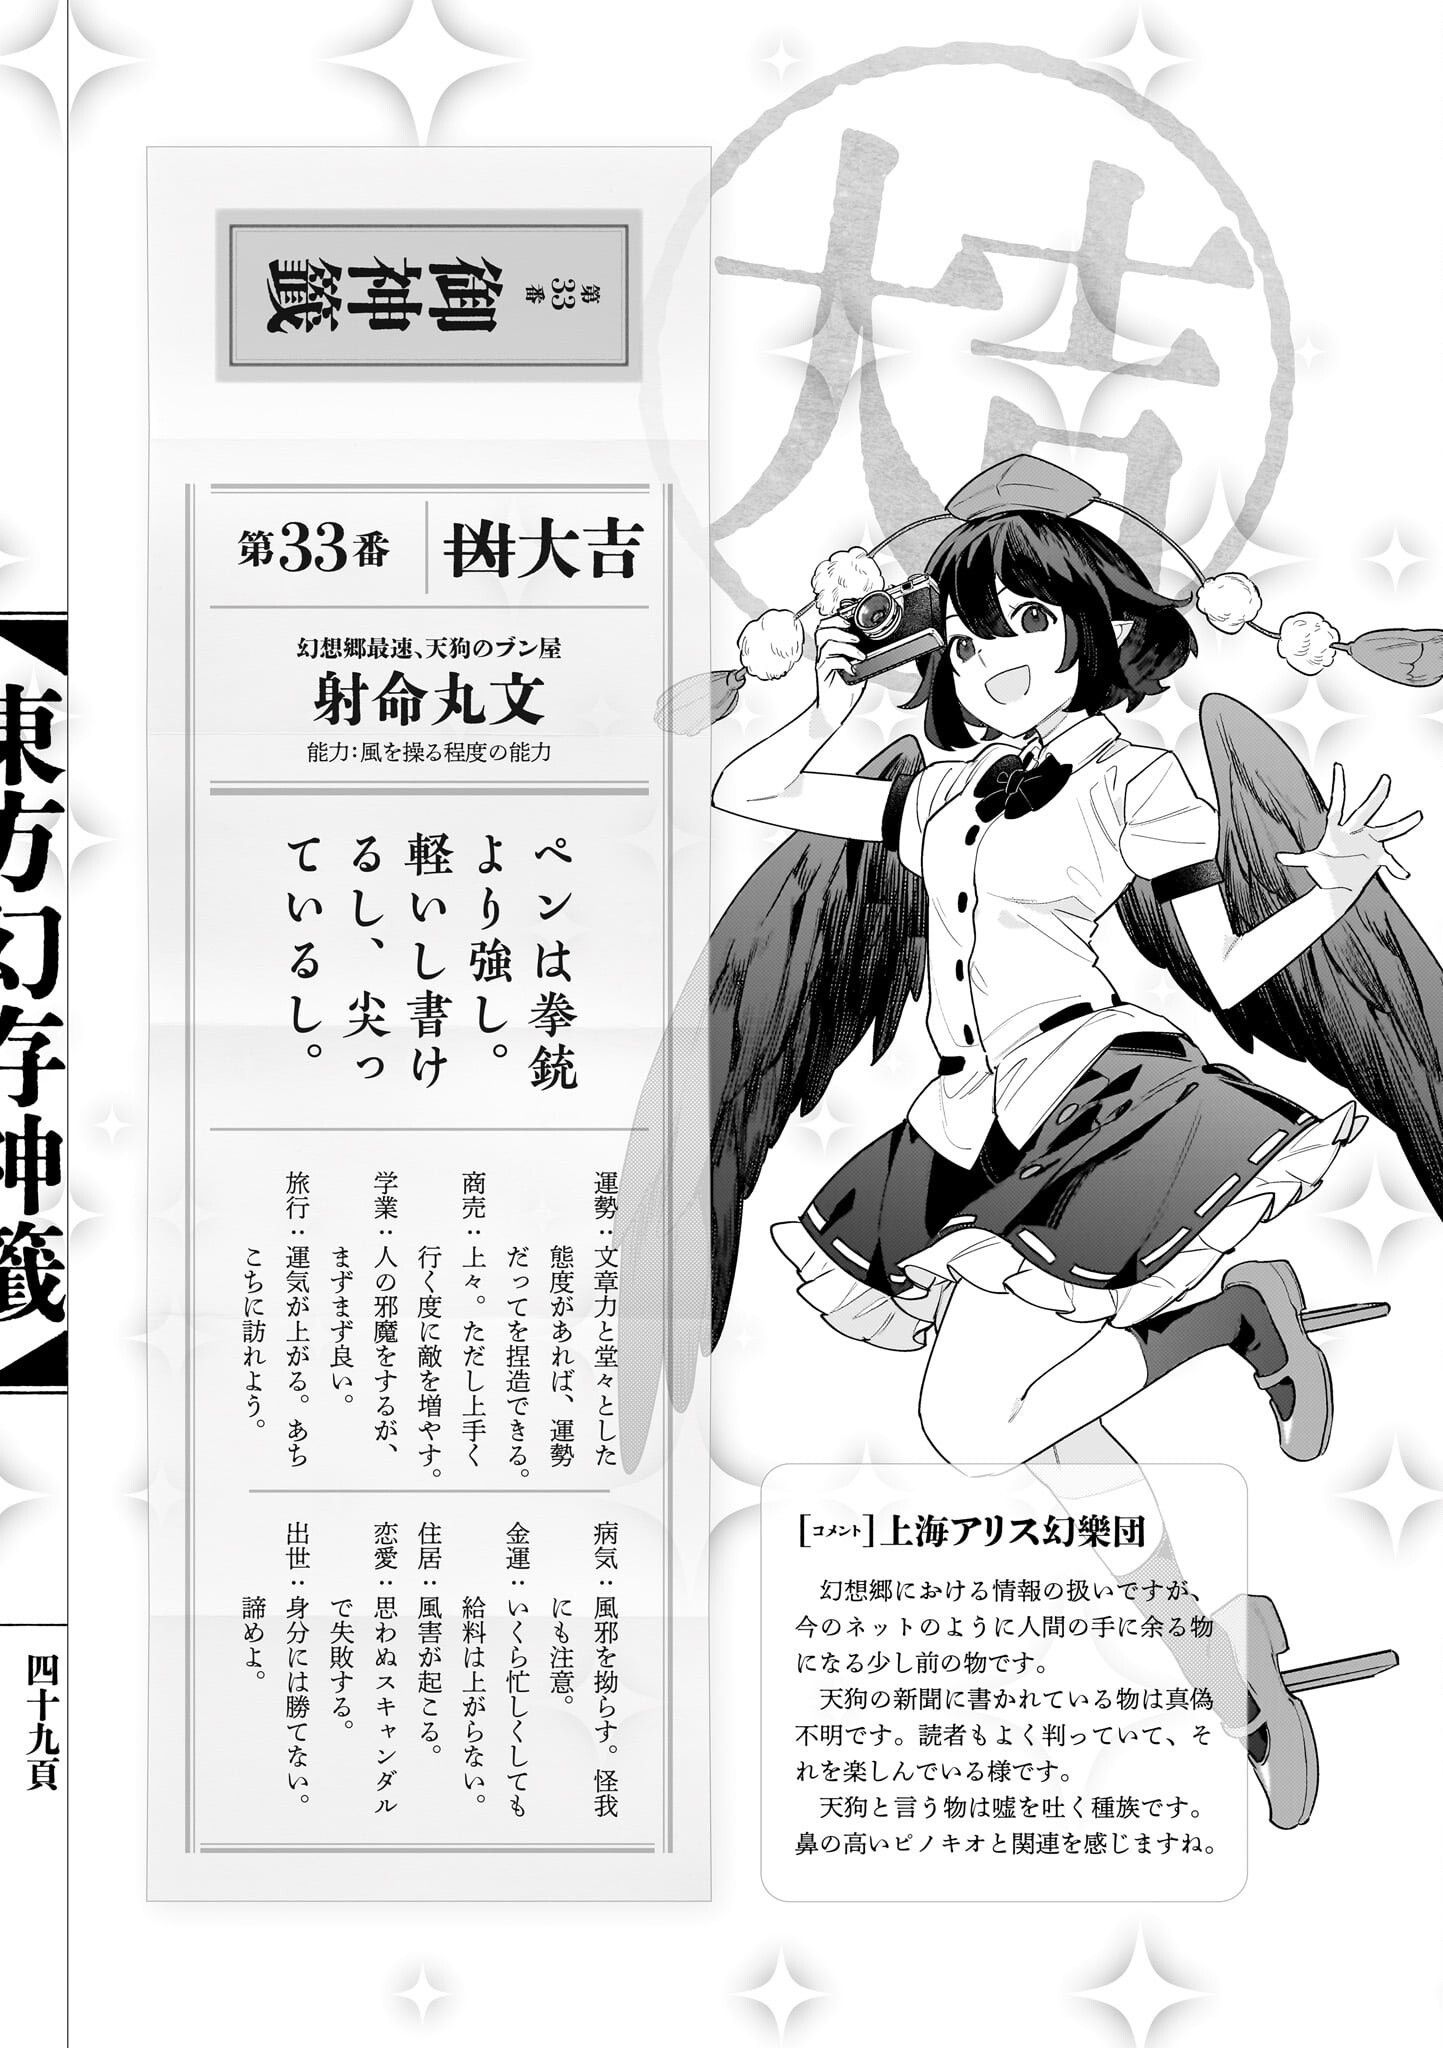 大吉
御神籤
第33番
第33番
凶大吉
幻想郷最速、天狗のブン屋
射命丸文
能力:風を操る程度の能力
ペンは拳銃
より強し。
軽いし書け
るし、尖っ
ているし。
運勢:文章力と堂々とした
態度があれば、運勢
だってを捏造できる。
商売:上々。ただし上手く
行く度に敵を増やす。
学業:人の邪魔をするが、
まずまず良い。
旅行:運気が上がる。あち
こちに訪れよう。
病気:風邪を拗らす。怪我
にも注意。
金運:いくら忙しくしても
給料は上がらない。
住居:風害が起こる。
恋愛:思わぬスキャンダル
で失敗する。
出世:身分には勝てない。
諦めよ。
[コメント]上海アリス幻樂団
幻想郷における情報の扱いですが、
今のネットのように人間の手に余る物
になる少し前の物です。
天狗の新聞に書かれている物は真偽
不明です。読者もよく判っていて、そ
れを楽しんでいる様です。
天狗と言う物は嘘を吐く種族です。
鼻の高いピノキオと関連を感じますね。
東方幻存神籤
四十九頁